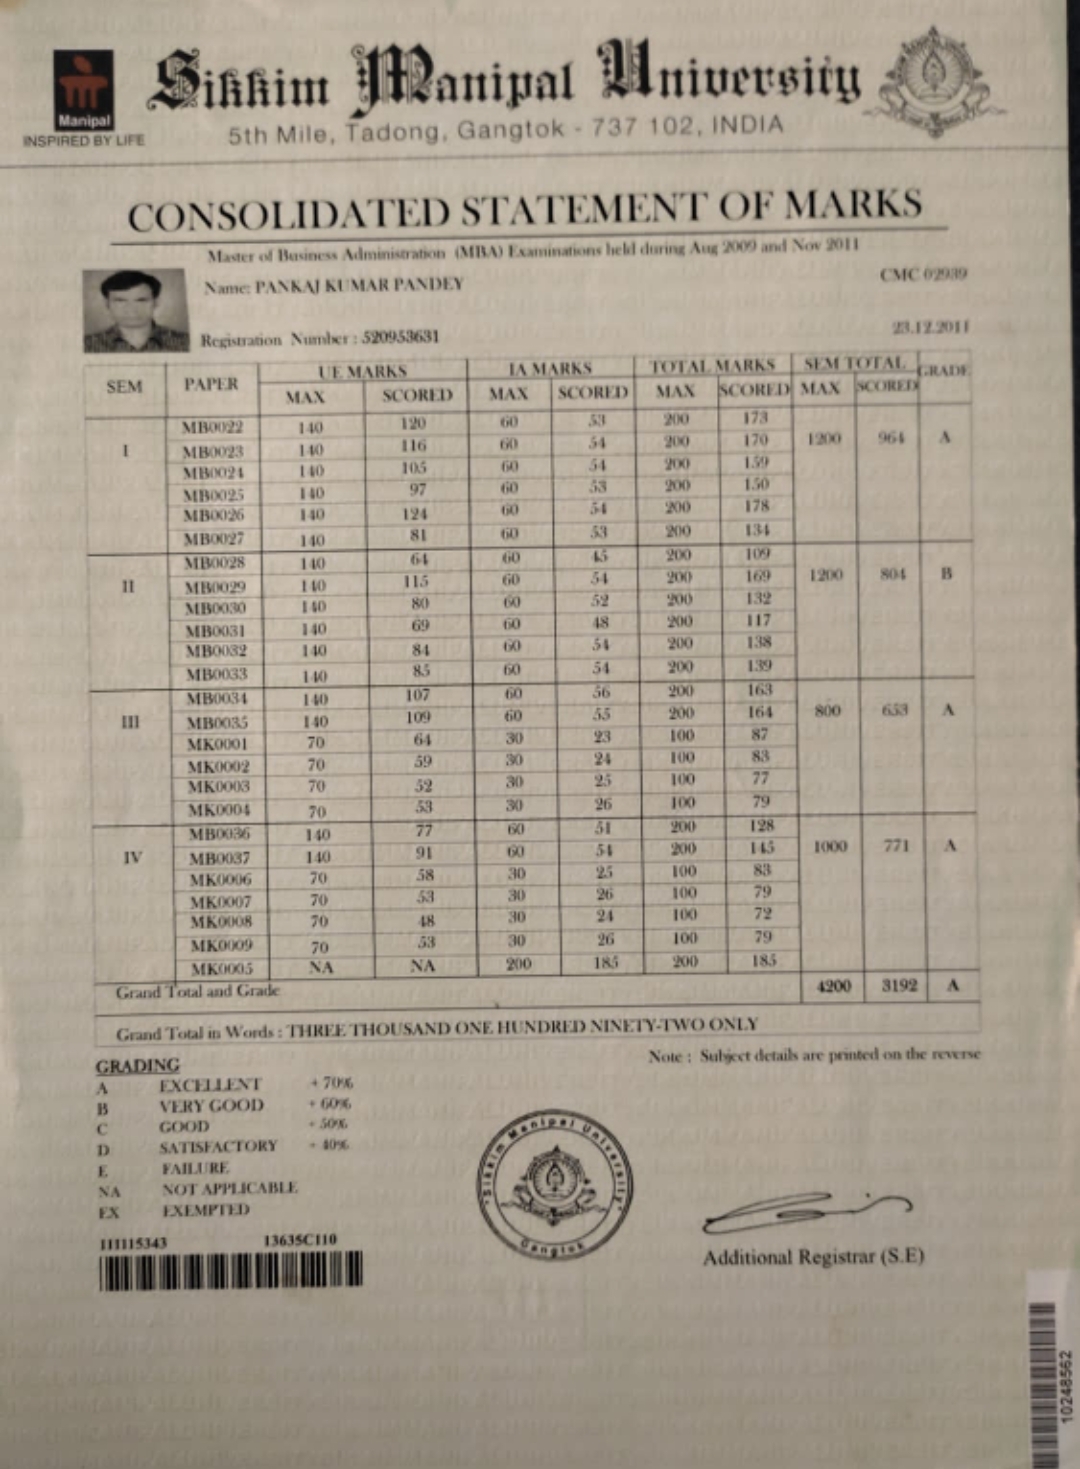 Manipal
INSPIRED BY LIFE
Sikkim Manipal University
5th Mile, Tadong, Gangtok - 737 102, INDIA
CONSOLIDATED STATEMENT OF MARKS
Master of Business Administration (MBA) Examinations held during Aug 2009 and Nov 2011
CMC 02939
Name: PANKAJ KUMAR PANDEY
23.12.2011
Registration Number : 520953631
SEM PAPER UE MARKS IA MARKS TOTAL MARKS SEM TOTAL GRADE
MAX SCORED MAX SCORED MAX SCORED MAX SCORED
MB0022 140 120 60 53 200 173
I MB0023 140 116 60 54 200 170 1200 964 A
MB0024 140 105 60 54 200 159
MB0025 140 97 60 53 200 150
MB0026 140 124 60 54 200 178
MB0027 140 81 60 53 200 134
MB0028 140 64 60 45 200 109
II MB0029 140 115 60 54 200 169 1200 804 B
MB0030 140 80 60 52 200 132
MB0031 140 69 60 48 200 117
MB0032 140 84 60 54 200 138
MB0033 140 85 60 54 200 139
MB0034 140 107 60 56 200 163
III MB0035 140 109 60 55 200 164 800 653 A
MK0001 70 64 30 23 100 87
MK0002 70 59 30 24 100 83
MK0003 70 52 30 25 100 77
MK0004 70 53 30 26 100 79
MB0036 140 77 60 51 200 128
IV MB0037 140 91 60 54 200 145 1000 771 A
MK0006 70 58 30 25 100 83
MK0007 70 53 30 26 100 79
MK0008 70 48 30 24 100 72
MK0009 70 53 30 26 100 79
MK0005 NA NA 200 185 200 185
Grand Total and Grade 4200 3192 A
Grand Total in Words : THREE THOUSAND ONE HUNDRED NINETY-TWO ONLY
Note : Subject details are printed on the reverse
GRADING
A EXCELLENT + 70%
B VERY GOOD + 60%
C GOOD + 50%
D SATISFACTORY + 40%
E FAILURE
NA NOT APPLICABLE
EX EXEMPTED
"Sikkim Manipal University"
Gangtok
111115343 13635C110
Additional Registrar (S.E)
10248562